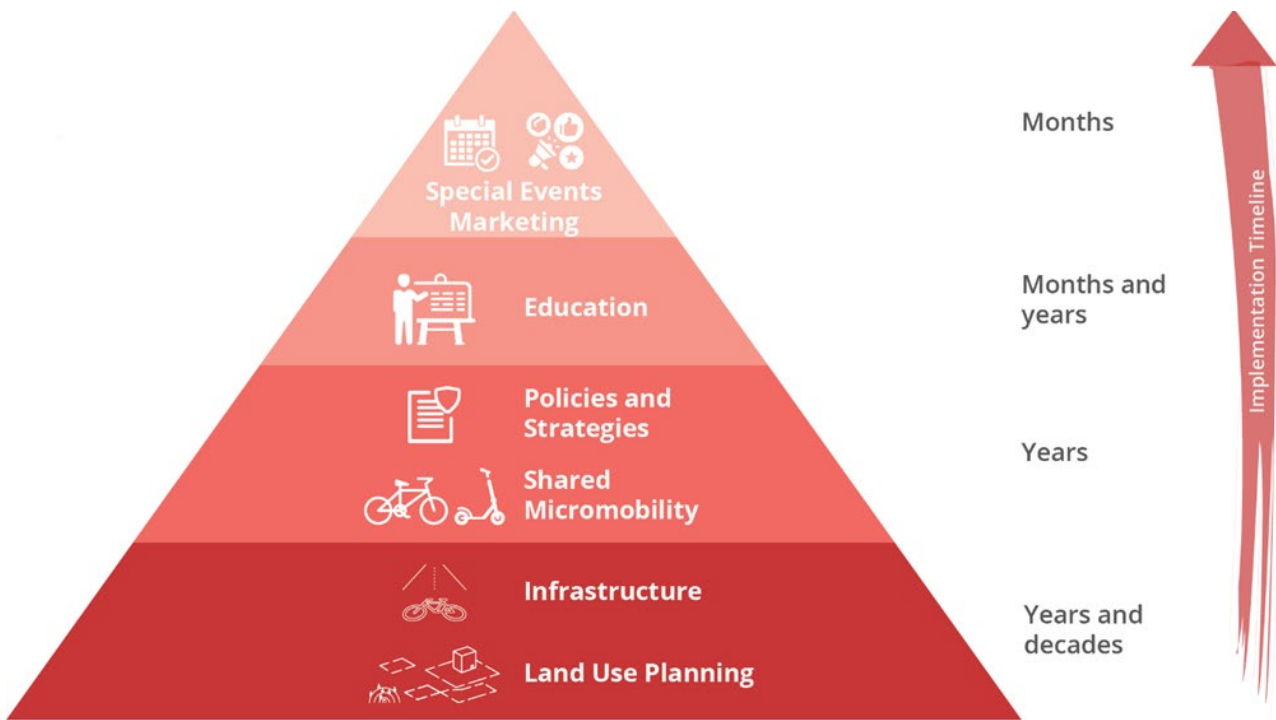 Special Events
Marketing
Months
Education
Months and
years
Policies and
Strategies
Shared
Micromobility
Years
Infrastructure
Land Use Planning
Years and
decades
Implementation Timeline